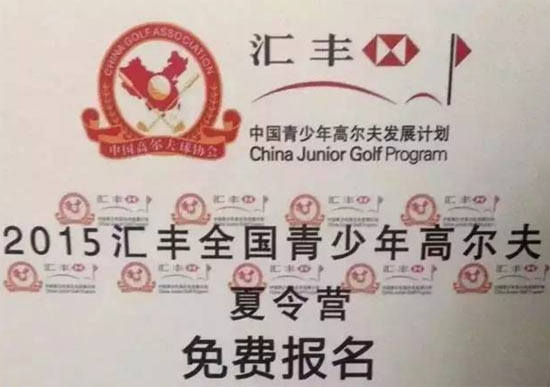 CHINA GOLF ASSOCIATION
中国高尔夫球协会
汇丰
中国青少年高尔夫发展计划
China Junior Golf Program
2015汇丰全国青少年高尔夫
夏令营
免费报名